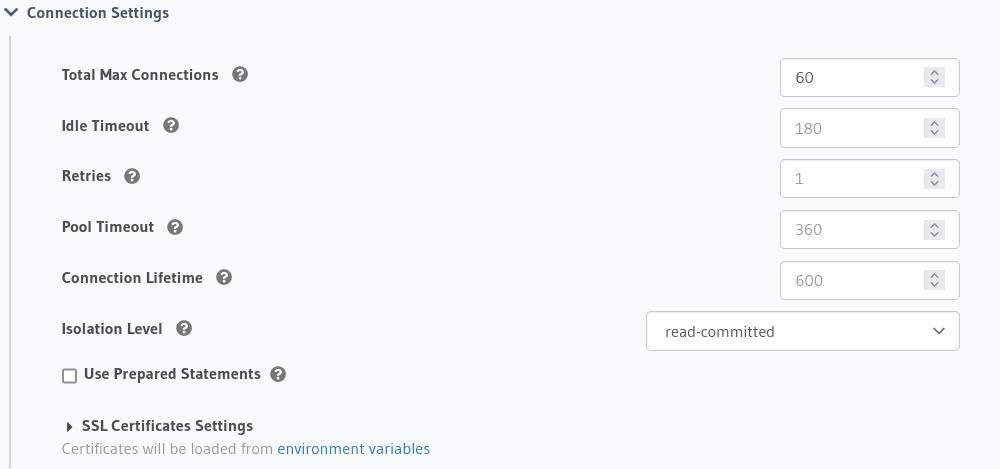 Connection Settings
Total Max Connections 60
Idle Timeout 180
Retries 1
Pool Timeout 360
Connection Lifetime 600
Isolation Level read-committed
Use Prepared Statements
SSL Certificates Settings
Certificates will be loaded from environment variables